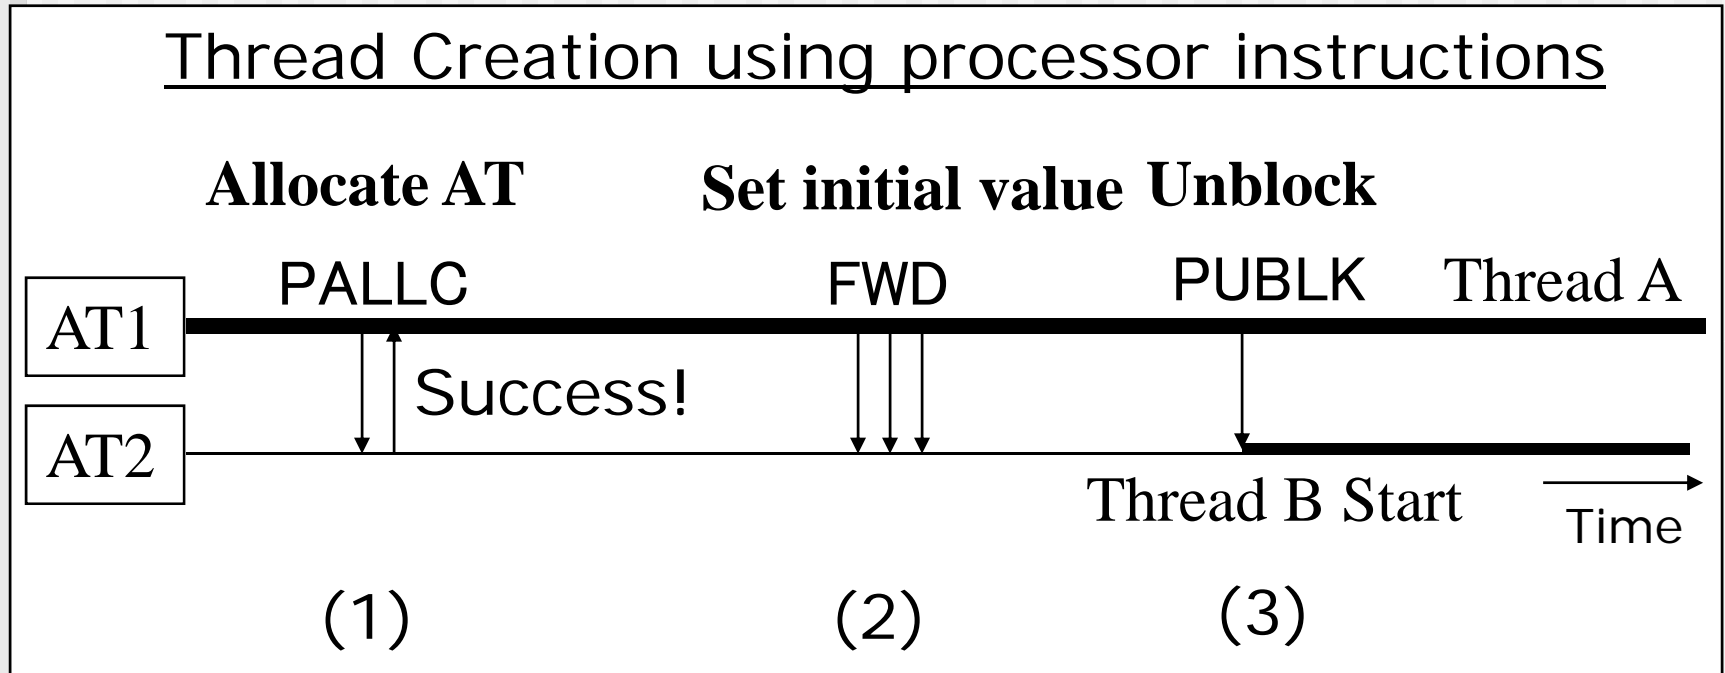 Thread Creation using processor instructions
Allocate AT Set initial value Unblock
PALLC FWD PUBLK Thread A
AT1
Success!
AT2
Thread B Start
Time
(1) (2) (3)